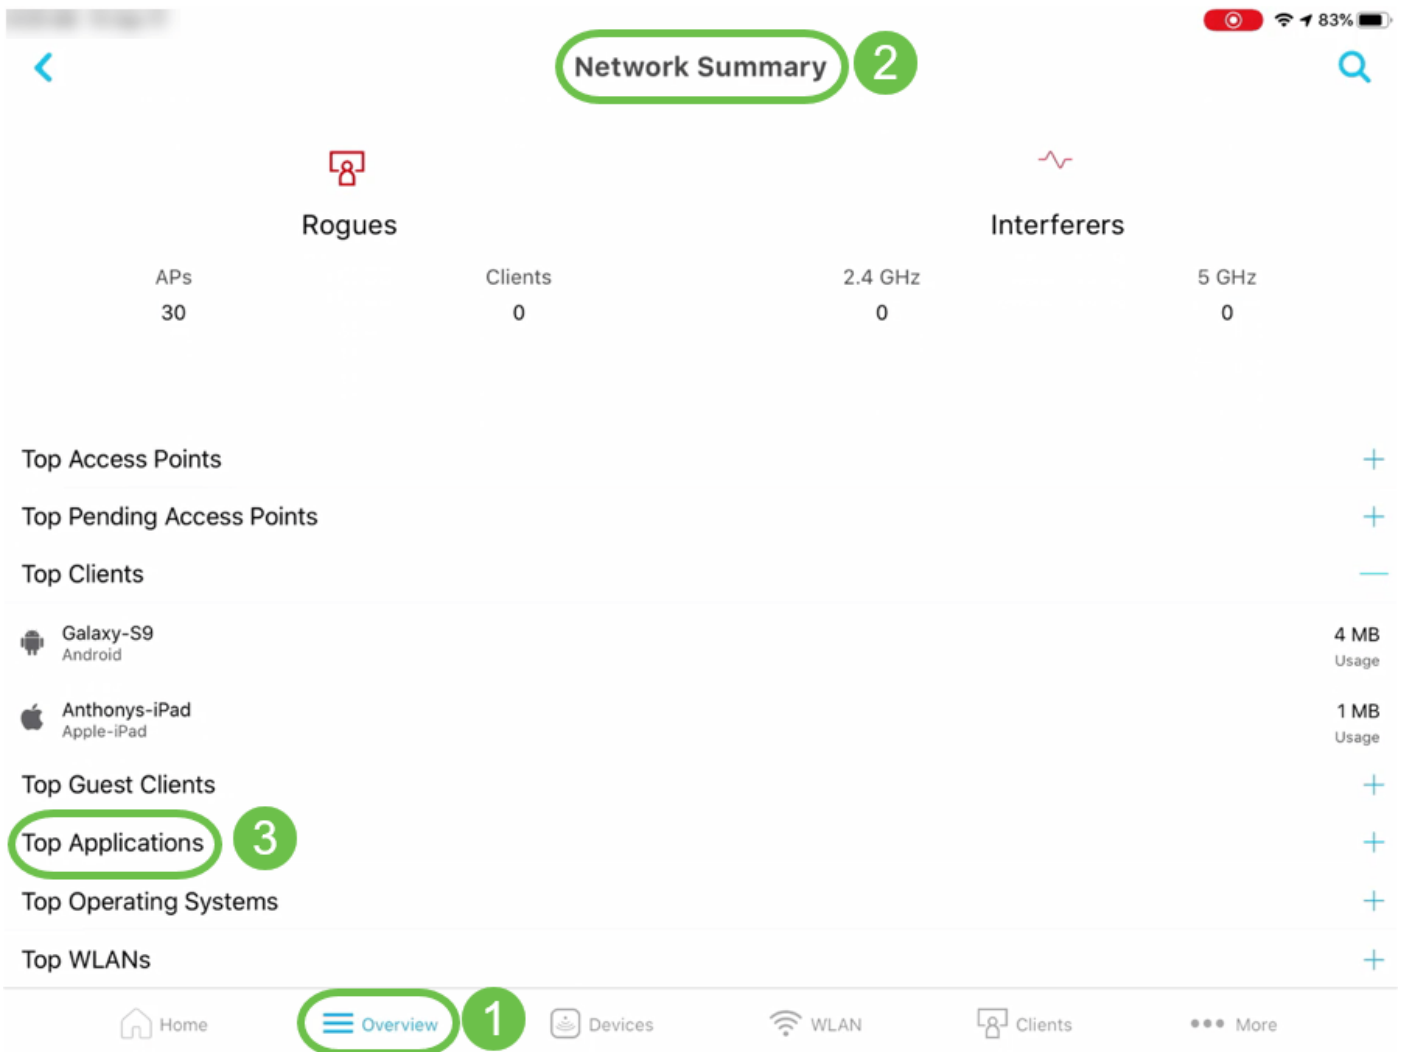 83%
Network Summary 2
Rogues Interferers
APs Clients 2.4 GHz 5 GHz
30 0 0 0
Top Access Points
Top Pending Access Points
Top Clients
Galaxy-S9 4 MB
Android Usage
Anthonys-iPad 1 MB
Apple-iPad Usage
Top Guest Clients
Top Applications 3
Top Operating Systems
Top WLANs
Home Overview 1 Devices WLAN Clients More